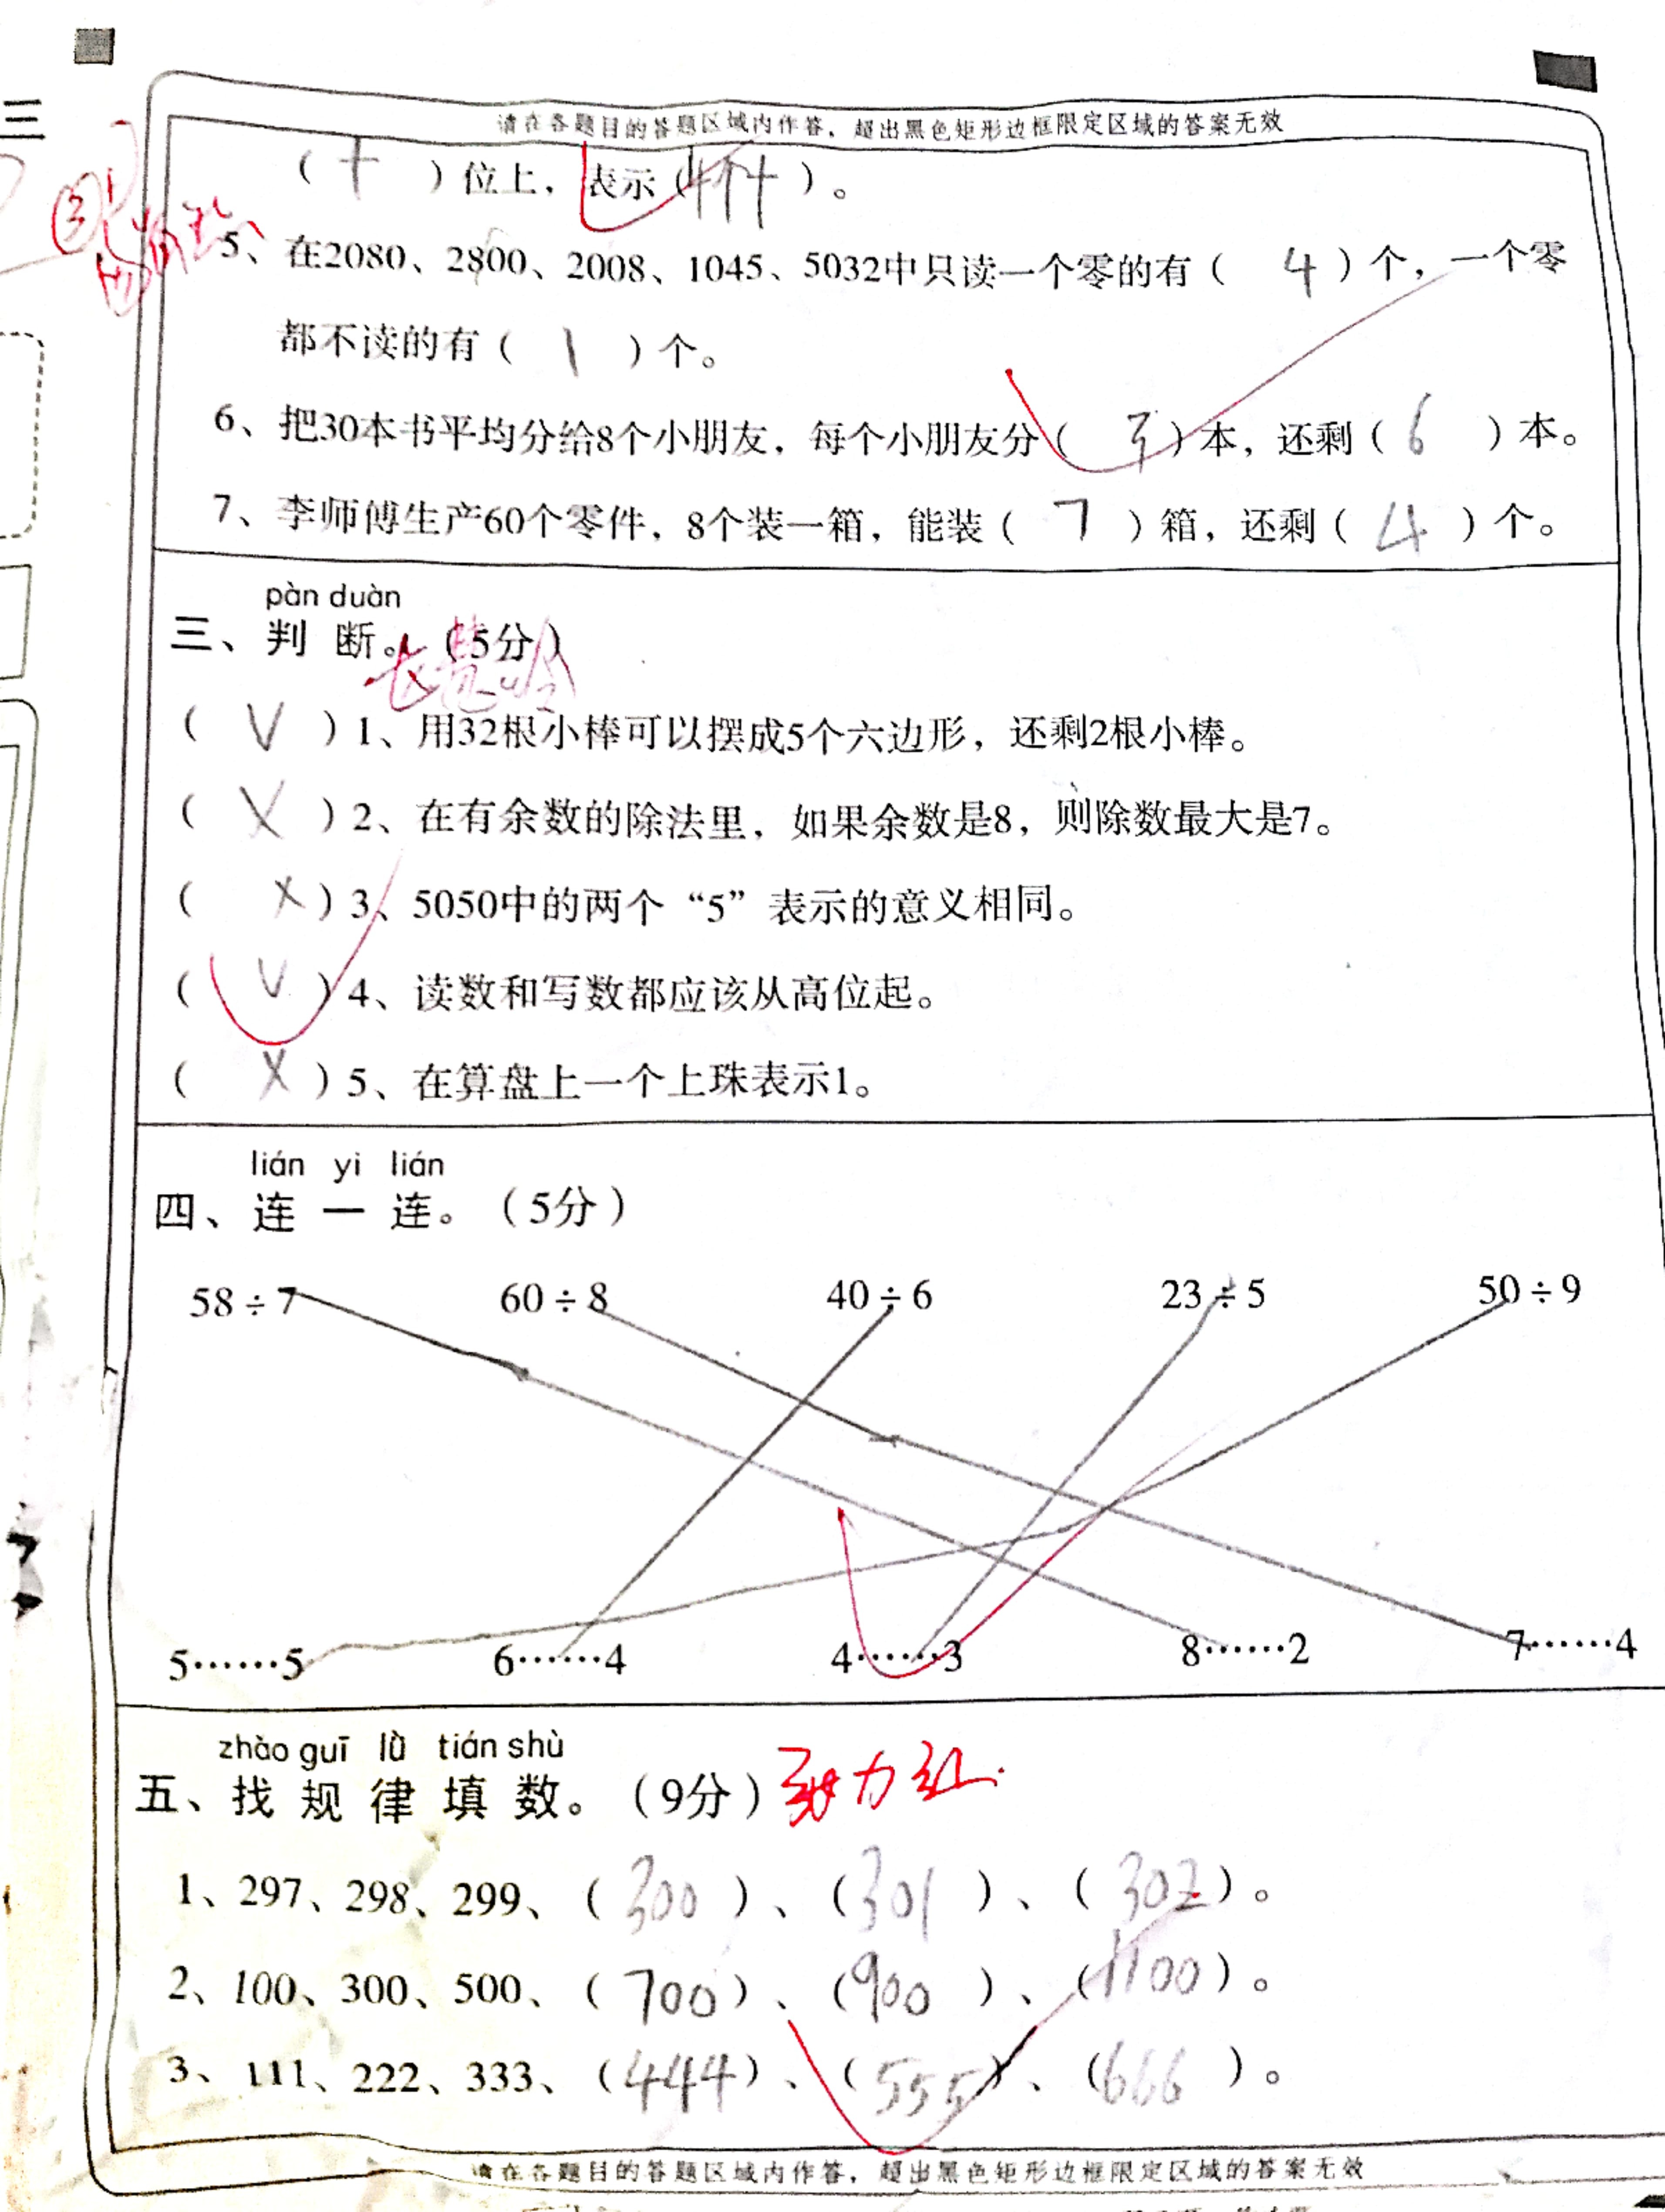 三
请在各题目的答题区域内作答，超出黑色矩形边框限定区域的答案无效
（ 十 ）位上，表示（4个十）。
5、在2080、2800、2008、1045、5032中只读一个零的有（ 4 ）个，一个零
都不读的有（ 1 ）个。
6、把30本书平均分给8个小朋友，每个小朋友分（ 3 ）本，还剩（ 6 ）本。
7、李师傅生产60个零件，8个装一箱，能装（ 7 ）箱，还剩（ 4 ）个。
pàn duàn
三、判断。（5分）
（ √ ）1、用32根小棒可以摆成5个六边形，还剩2根小棒。
（ × ）2、在有余数的除法里，如果余数是8，则除数最大是7。
（ × ）3、5050中的两个“5”表示的意义相同。
（ √ ）4、读数和写数都应该从高位起。
（ × ）5、在算盘上一个上珠表示1。
lián yi lián
四、连一连。（5分）
58÷7 60÷8 40÷6 23÷5 50÷9
5……5 6……4 4……3 8……2 7……4
zhǎo guī lǜ tián shù
五、找规律填数。（9分）
1、297、298、299、（300）、（301）、（302）。
2、100、300、500、（700）、（900）、（1100）。
3、111、222、333、（444）、（555）、（666）。
请在各题目的答题区域内作答，超出黑色矩形边框限定区域的答案无效